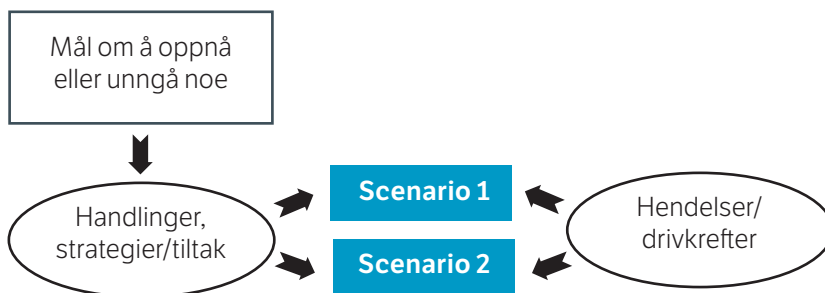 Mål om å oppnå
eller unngå noe
Scenario 1
Handlinger,
strategier/tiltak
Hendelser/
drivkrefter
Scenario 2